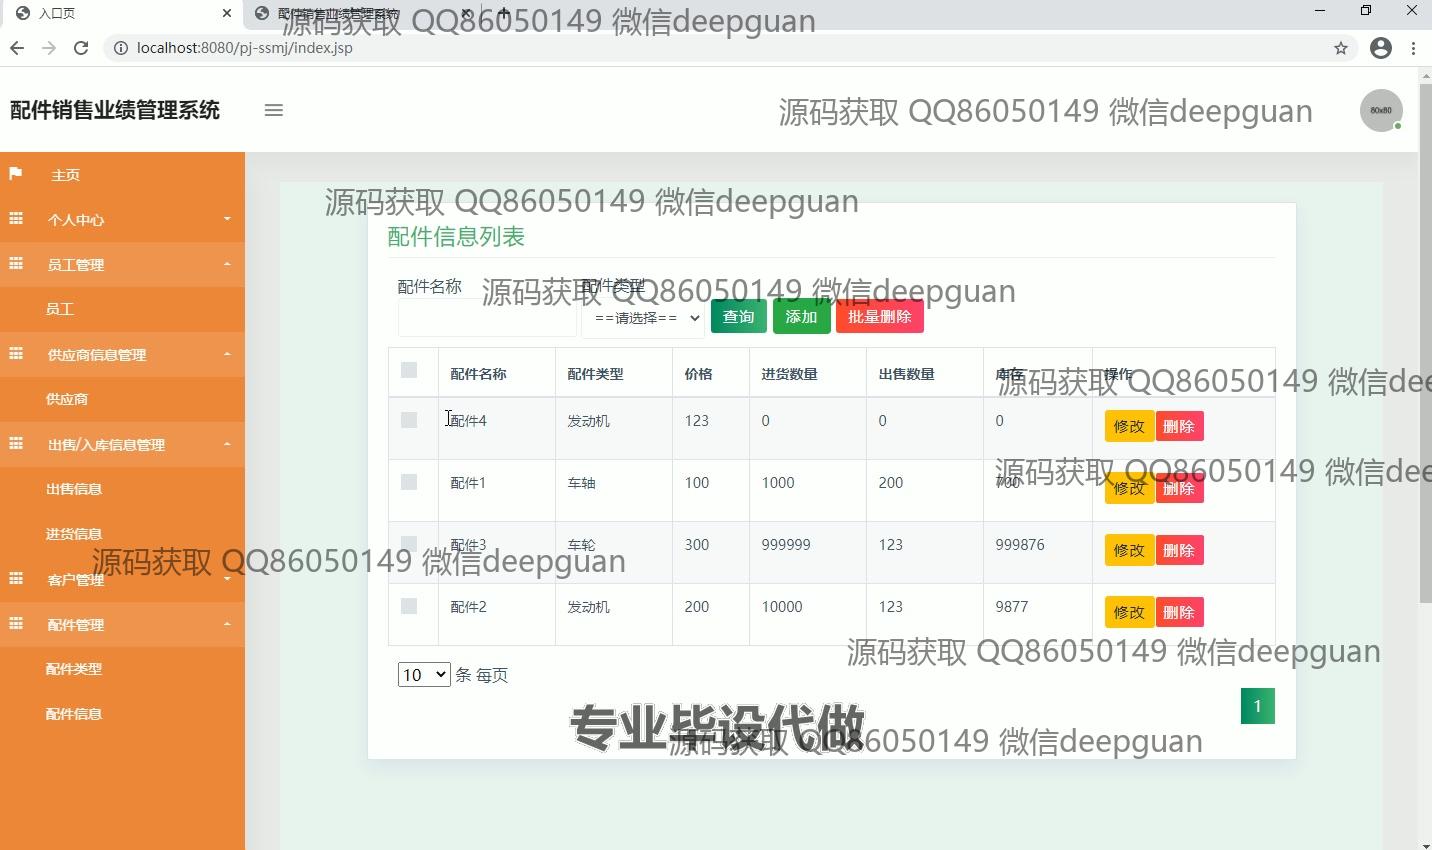 入口页
配件销售业绩管理系统
源码获取 QQ86050149 微信deepguan
localhost:8080/pj-ssmj/index.jsp
配件销售业绩管理系统
源码获取 QQ86050149 微信deepguan
80x80
主页
源码获取 QQ86050149 微信deepguan
个人中心
配件信息列表
员工管理
配件名称
配件类型
源码获取 QQ86050149 微信deepguan
员工
==请选择==
查询
添加
批量删除
供应商信息管理
配件名称 配件类型 价格 进货数量 出售数量 库存 操作
源码获取 QQ86050149 微信dee
供应商
配件4 发动机 123 0 0 0 修改 删除
出售/入库信息管理
源码获取 QQ86050149 微信dee
配件1 车轴 100 1000 200 700 修改 删除
出售信息
进货信息
配件3 车轮 300 999999 123 999876 修改 删除
源码获取 QQ86050149 微信deepguan
客户管理
配件2 发动机 200 10000 123 9877 修改 删除
配件管理
源码获取 QQ86050149 微信deepguan
配件类型
10 条 每页
配件信息
1
专业毕设代做
源码获取 QQ86050149 微信deepguan